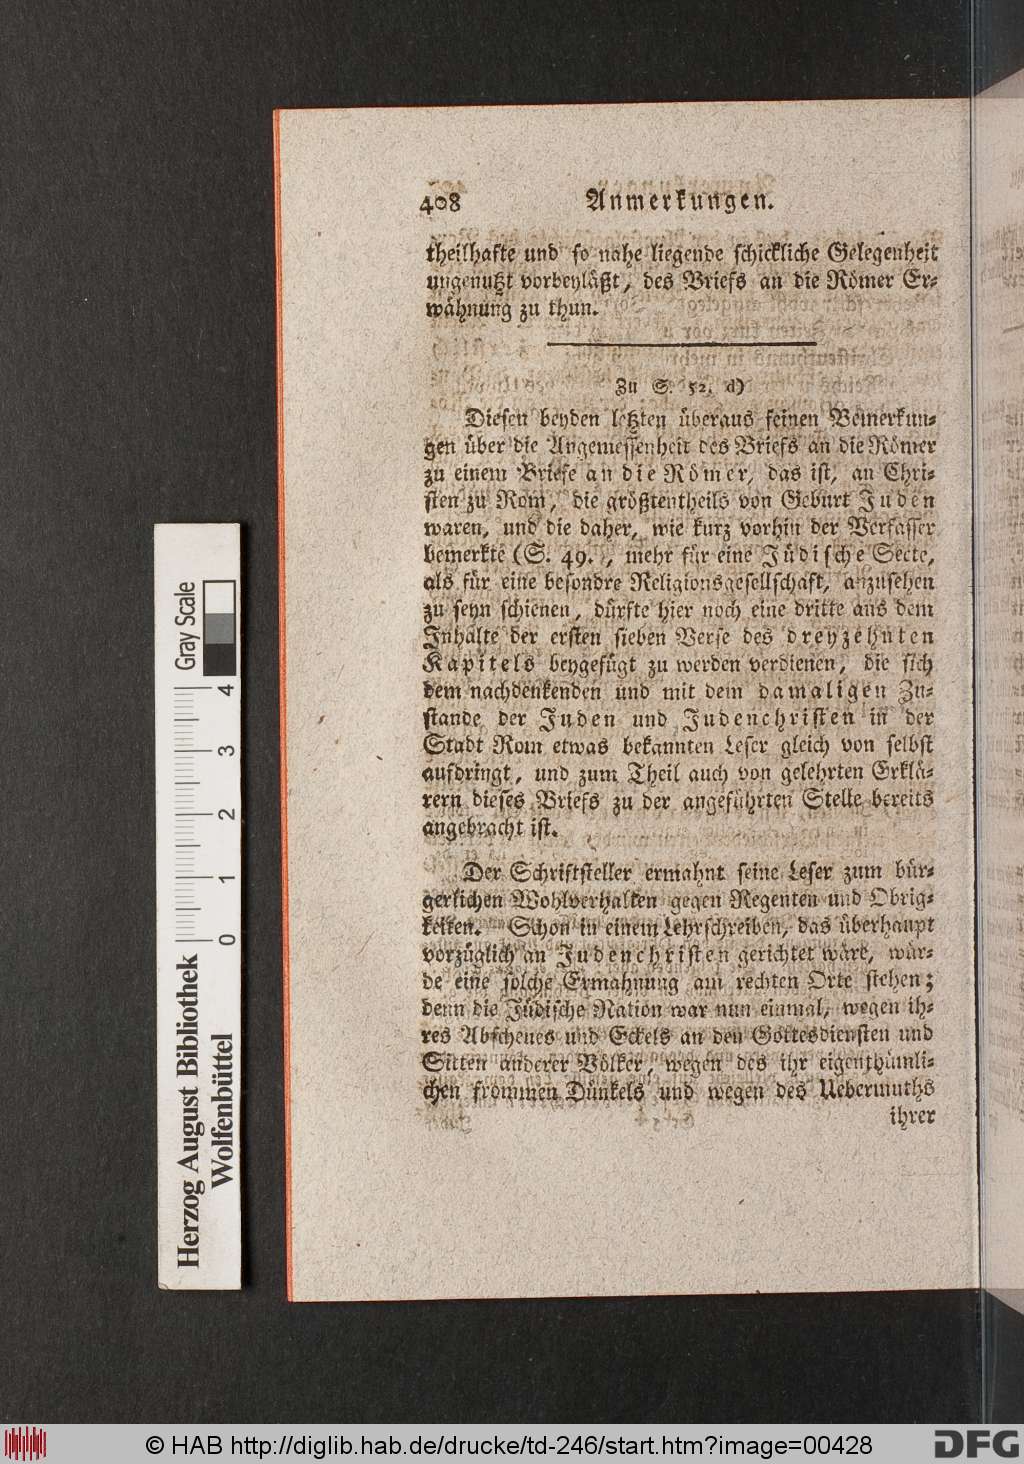 408 Anmerkungen.
theilhafte und so nahe liegende schickliche Gelegenheit
ungenutzt vorbeyläßt, des Briefs an die Römer Er-
wähnung zu thun.
Zu S. 52. d)
Diesen beyden letzten überaus feinen Bemerkun-
gen über die Angemessenheit des Briefs an die Römer
zu einem Briefe an die Römer, das ist, an Chri-
sten zu Rom, die größtentheils von Geburt Juden
waren, und die daher, wie kurz vorhin der Verfasser
bemerkte (S. 49.), mehr für eine Jüdische Secte,
als für eine besondre Religionsgesellschaft, anzusehen
zu seyn schienen, dürfte hier noch eine dritte aus dem
Inhalte der ersten sieben Verse des dreyzehnten
Kapitels beygefügt zu werden verdienen, die sich
dem nachdenkenden und mit dem damaligen Zu-
stande der Juden und Judenchristen in der
Stadt Rom etwas bekannten Leser gleich von selbst
aufdringt, und zum Theil auch von gelehrten Erklä-
rern dieses Briefs zu der angeführten Stelle bereits
angebracht ist.
Der Schriftsteller ermahnt seine Leser zum bür-
gerlichen Wohlverhalten gegen Regenten und Obrig-
keiten. Schon in einem Lehrschreiben, das überhaupt
vorzüglich an Judenchristen gerichtet wäre, wür-
de eine solche Ermahnung am rechten Orte stehen;
denn die Jüdische Nation war nun einmal, wegen ih-
res Abscheues und Eckels an den Gottesdiensten und
Sitten anderer Völker, wegen des ihr eigenthümli-
chen frommen Dünkels und wegen des Uebermuths
ihrer
Herzog August Bibliothek
Wolfenbüttel
0 1 2 3 4
Gray Scale
© HAB http://diglib.hab.de/drucke/td-246/start.htm?image=00428
DFG